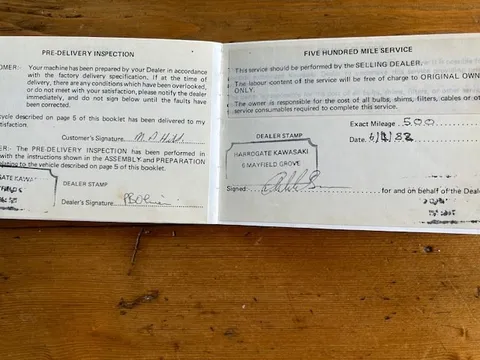 PRE-DELIVERY INSPECTION
OMER:- Your machine has been prepared by your Dealer in accordance
with the factory delivery specification. If at the time of
delivery, there are any conditions which have been overlooked,
or do not meet with your satisfaction, please notify the dealer
immediately, and do not sign below until the faults have
been corrected.
cycle described on page 5 of this booklet has been delivered to my
tisfaction.
Customer's Signature
ER:- The PRE-DELIVERY INSPECTION has been performed in
with the instructions shown in the ASSEMBLY and PREPARATION
relating to the vehicle described on page 5 of this booklet.
GATE KAWASAKI
DEALER STAMP
Dealer's Signature
FIVE HUNDRED MILE SERVICE
This service should be performed by the SELLING DEALER.
The labour content of the service will be free of charge to ORIGINAL OWN
ONLY!
The owner is responsible for the cost of all bulbs, shims, filters, cables or ot
service consumables required to complete this service.
Exact Mileage 500
DEALER STAMP
HARROGATE KAWASAKI
6 MAYFIELD GROVE
Date
82
Signed
for and on behalf of the Deale